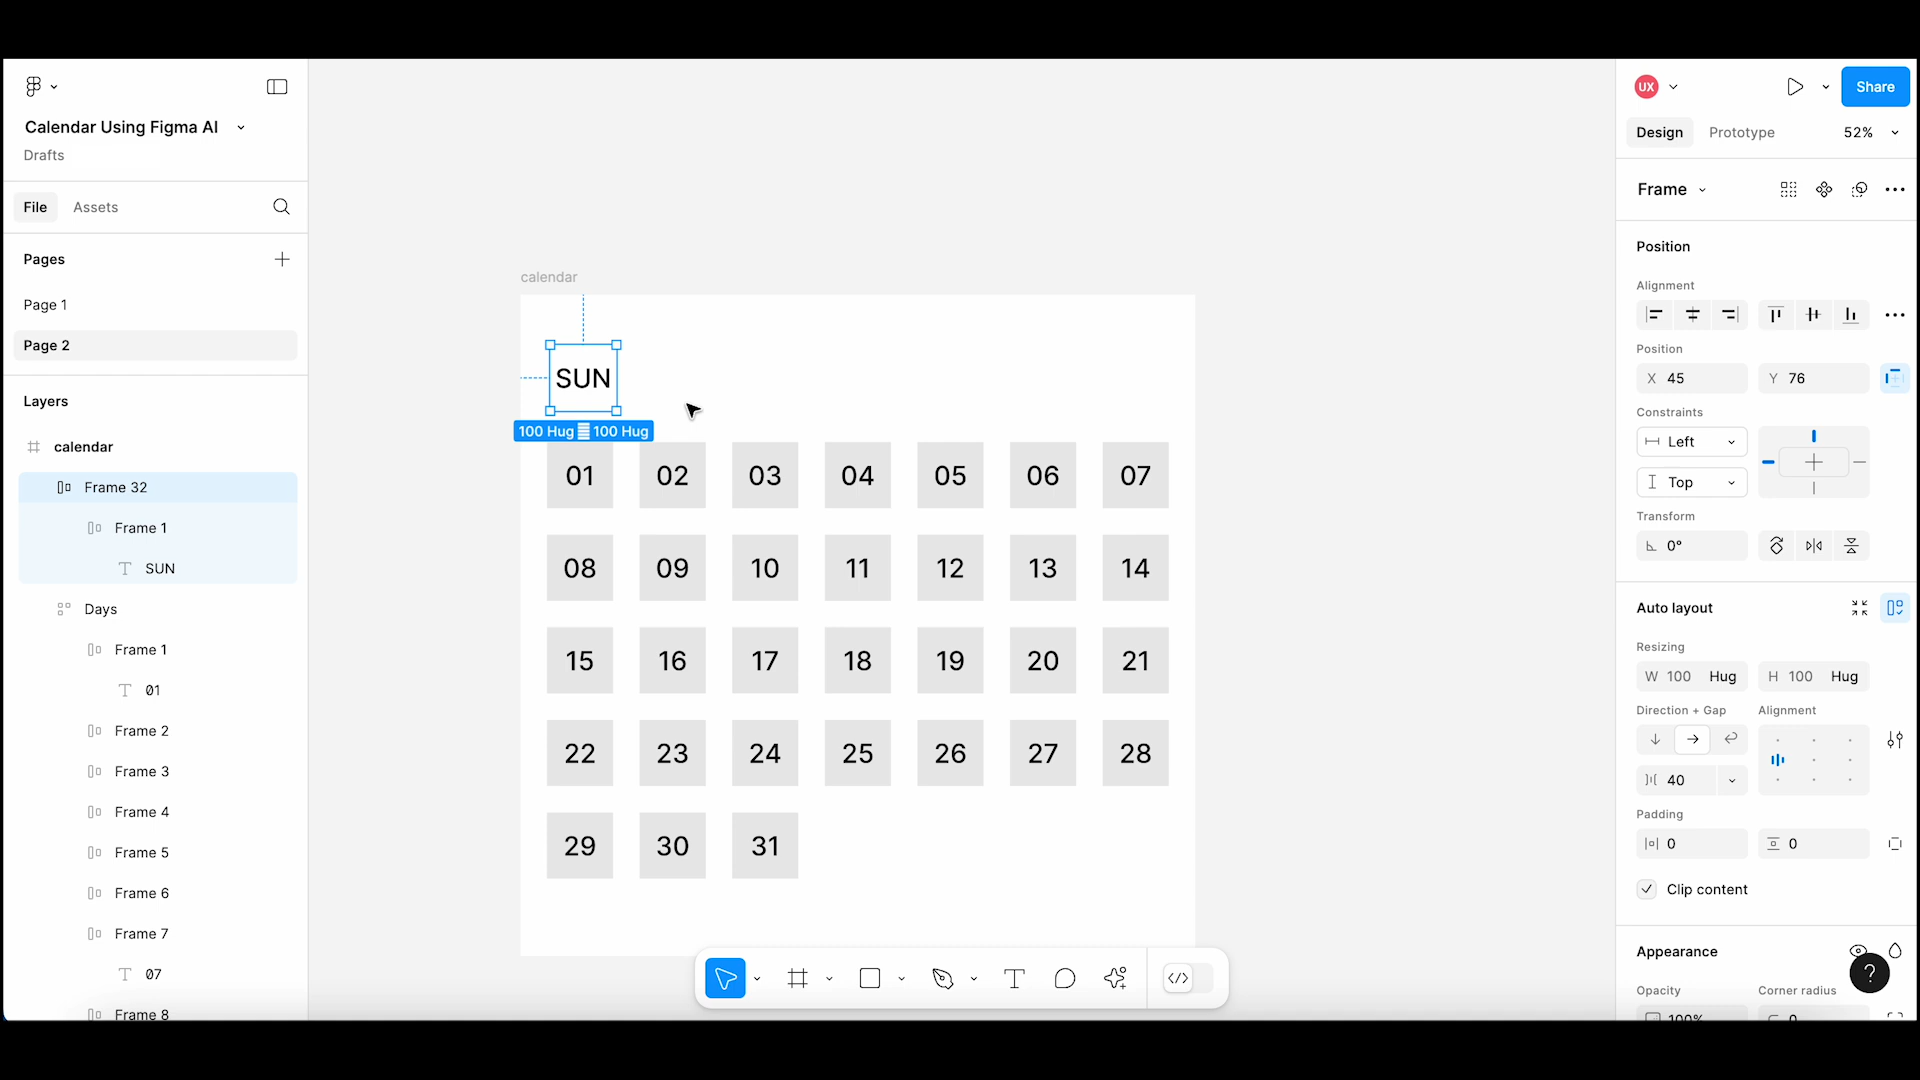 Calendar Using Figma AI
Drafts
File Assets
Pages
Page 1
Page 2
Layers
calendar
Frame 32
Frame 1
SUN
Days
Frame 1
01
Frame 2
Frame 3
Frame 4
Frame 5
Frame 6
Frame 7
07
Frame 8
calendar
SUN
100 Hug 100 Hug
01 02 03 04 05 06 07
08 09 10 11 12 13 14
15 16 17 18 19 20 21
22 23 24 25 26 27 28
29 30 31
UX Share
Design Prototype 52%
Frame
Position
Alignment
Position
X 45 Y 76
Constraints
Left
Top
Transform
0°
Auto layout
Resizing
W 100 Hug H 100 Hug
Direction + Gap Alignment
40
Padding
0 0
Clip content
Appearance
?
Opacity Corner radius
100% 0